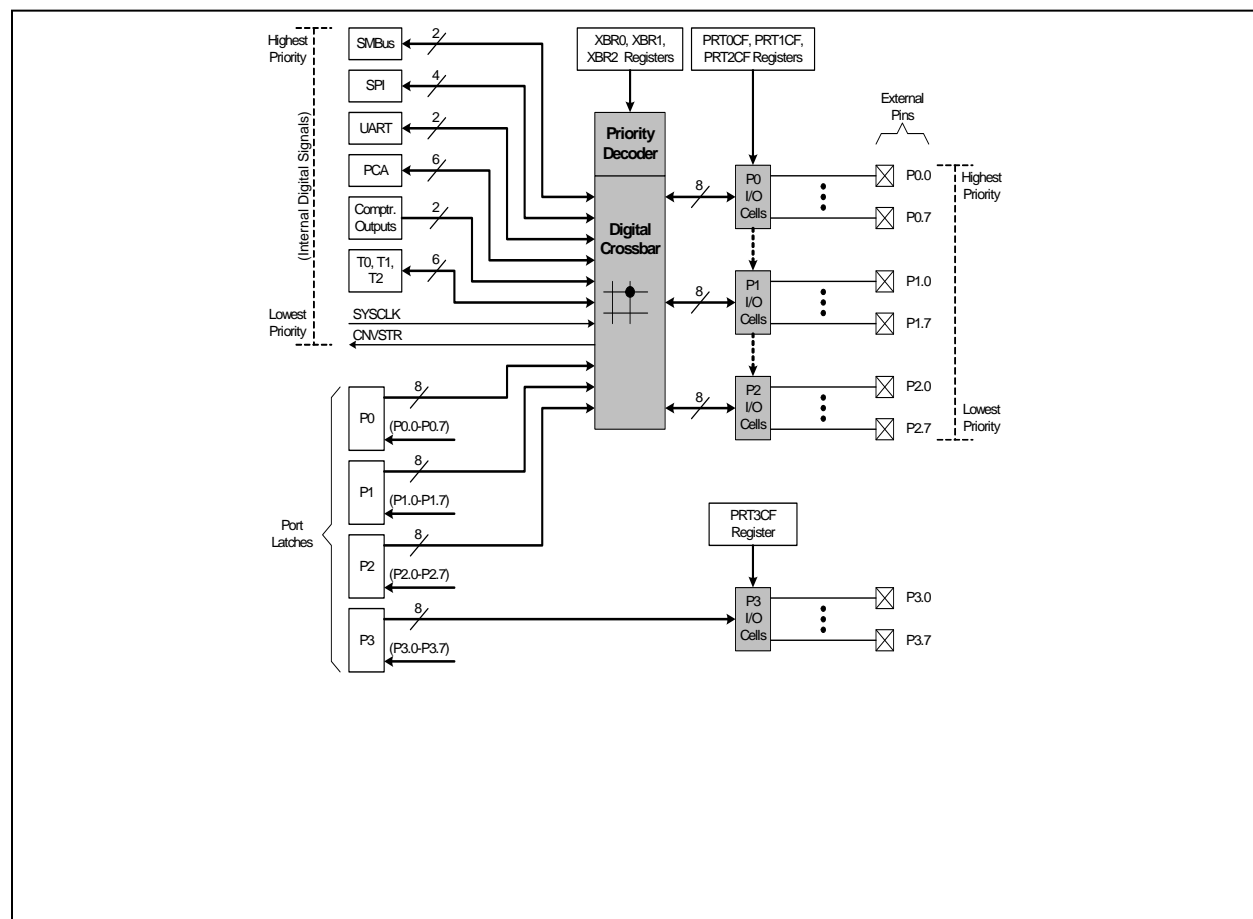 Highest
Priority
(Internal Digital Signals)
Lowest
Priority
SMBus
2
SPI
4
UART
2
PCA
6
Comptr.
Outputs
2
T0, T1,
T2
6
SYSCLK
CNVSTR
XBR0, XBR1,
XBR2 Registers
PRT0CF, PRT1CF,
PRT2CF Registers
Priority
Decoder
Digital
Crossbar
8
P0
I/O
Cells
8
P1
I/O
Cells
8
P2
I/O
Cells
External
Pins
P0.0
P0.7
P1.0
P1.7
P2.0
P2.7
Highest
Priority
Lowest
Priority
Port
Latches
P0
8
(P0.0-P0.7)
P1
8
(P1.0-P1.7)
P2
8
(P2.0-P2.7)
P3
8
(P3.0-P3.7)
PRT3CF
Register
P3
I/O
Cells
P3.0
P3.7